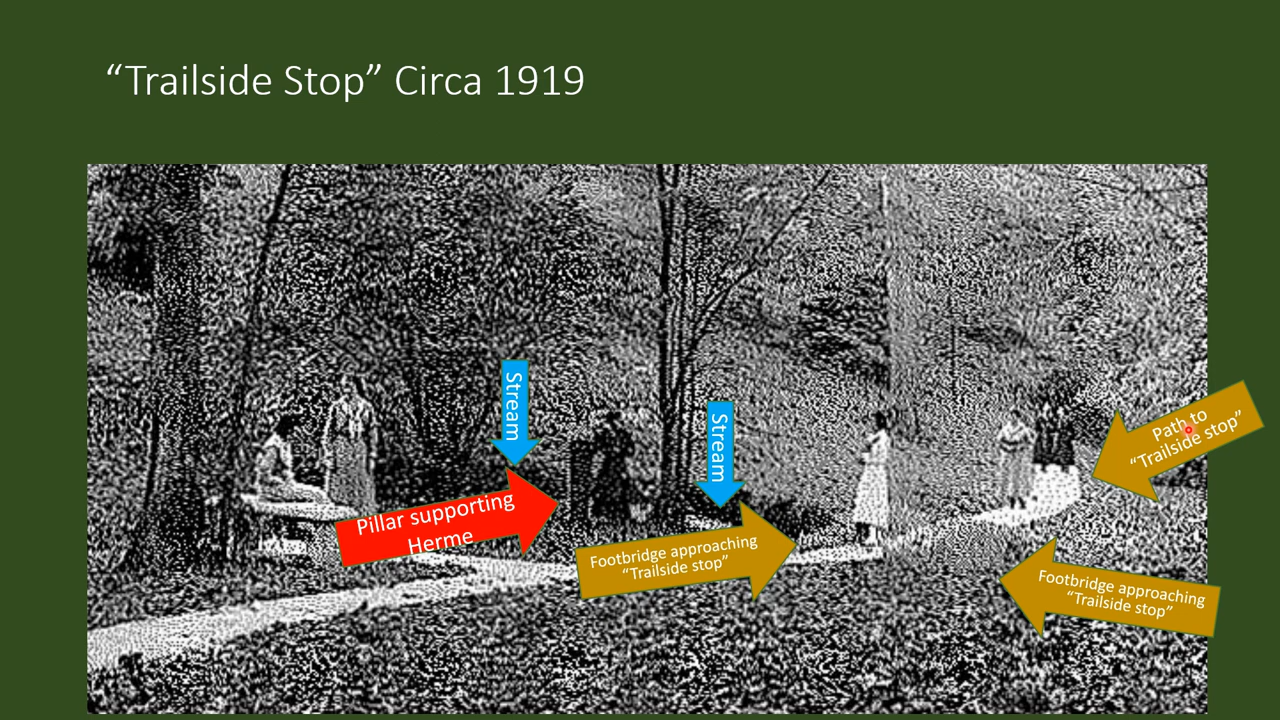 “Trailside Stop” Circa 1919
Stream
Stream
Path to
“Trailside stop”
Pillar supporting
Herme
Footbridge approaching
“Trailside stop”
Footbridge approaching
“Trailside stop”